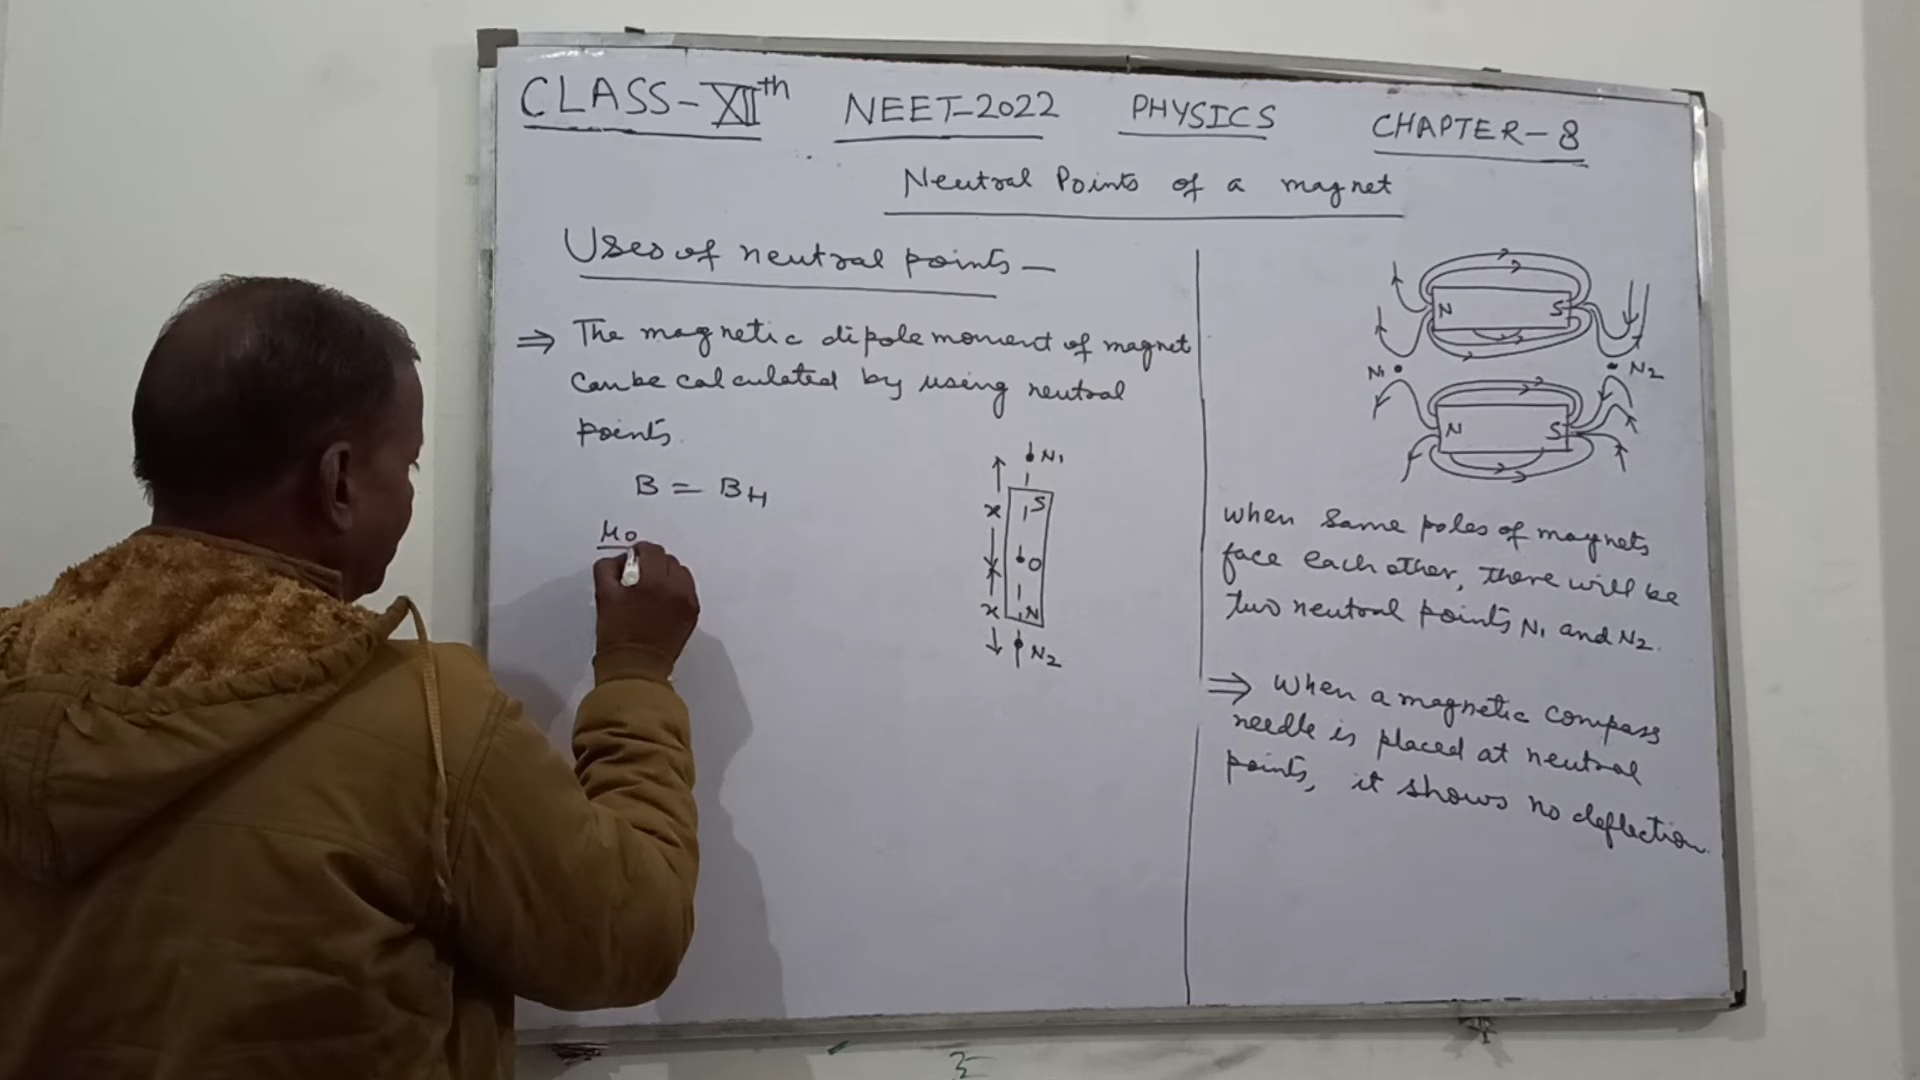 CLASS-XIIth NEET-2022 PHYSICS CHAPTER-8
Neutral Points of a magnet
Uses of neutral points-
⇒ The magnetic dipole moment of magnet
can be calculated by using neutral
points.
B = BH
μ0
N1
S
x
O
x
N
N2
N S
N1 N2
N S
When same poles of magnets
face each other, there will be
two neutral points N1 and N2.
⇒ When a magnetic compass
needle is placed at neutral
points, it shows no deflection.